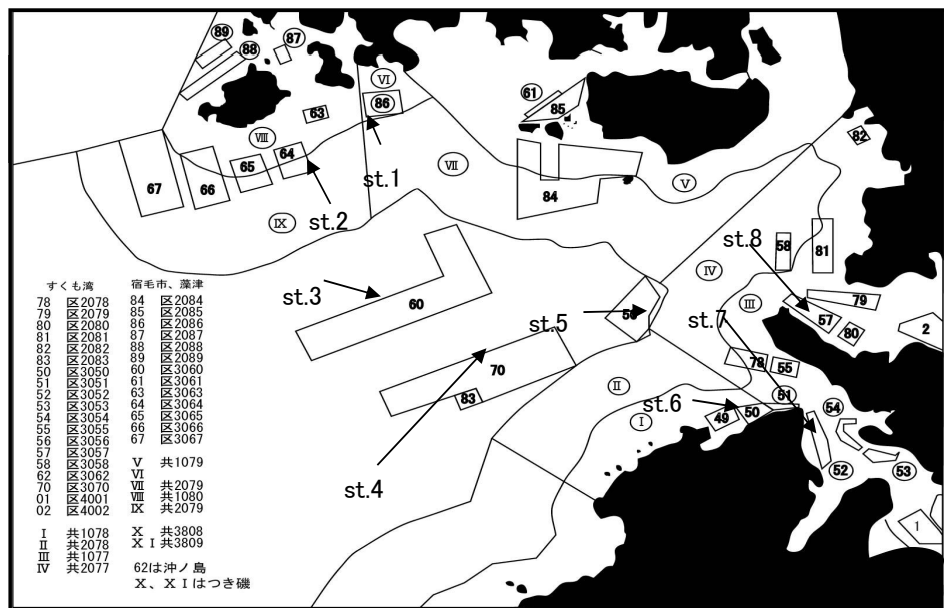 89
88
87
Ⅵ
86
63
61
85
82
Ⅷ
64
65
66
67
st.1
Ⅶ
84
Ⅴ
st.2
Ⅸ
st.8
58
81
Ⅳ
st.3
60
st.5
56
Ⅲ
79
57
80
2
st.7
70
83
78
55
Ⅱ
51
st.6
49
50
54
Ⅰ
52
53
st.4
1
すくも湾 宿毛市、藻津
78 区2078 84 区2084
79 区2079 85 区2085
80 区2080 86 区2086
81 区2081 87 区2087
82 区2082 88 区2088
83 区2083 89 区2089
50 区3050 60 区3060
51 区3051 61 区3061
52 区3052 63 区3063
53 区3053 64 区3064
54 区3054 65 区3065
55 区3055 66 区3066
56 区3056 67 区3067
57 区3057
58 区3058 Ⅴ 共1079
62 区3062 Ⅵ
70 区3070 Ⅶ 共2079
01 区4001 Ⅷ 共1080
02 区4002 Ⅸ 共2079
Ⅰ 共1078 Ⅹ 共3808
Ⅱ 共2078 ⅩⅠ 共3809
Ⅲ 共1077
Ⅳ 共2077 62は沖ノ島
Ⅹ、ⅩⅠはつき磯